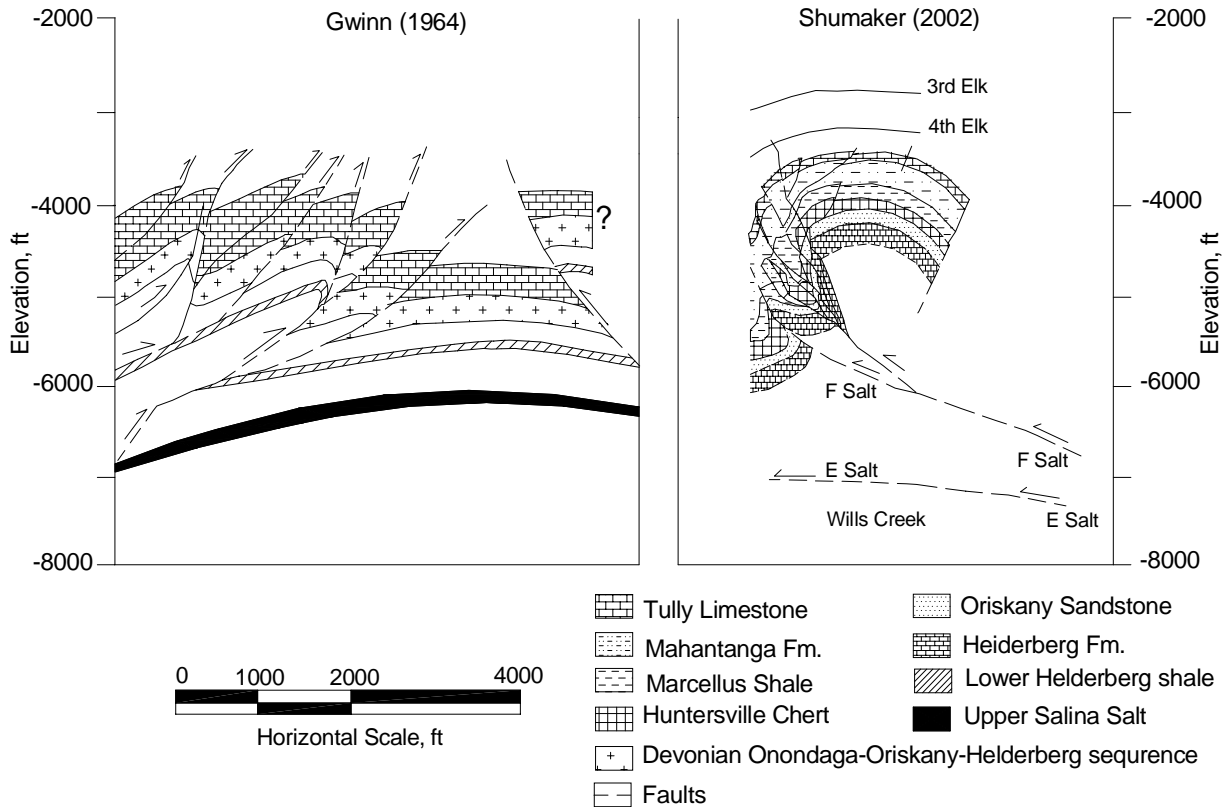 Gwinn (1964)
Shumaker (2002)
-2000
-4000
-6000
-8000
Elevation, ft
?
3rd Elk
4th Elk
F Salt
F Salt
E Salt
E Salt
Wills Creek
-2000
-4000
-6000
-8000
Elevation, ft
0 1000 2000 4000
Horizontal Scale, ft
Tully Limestone
Mahantanga Fm.
Marcellus Shale
Huntersville Chert
Devonian Onondaga-Oriskany-Helderberg sequrence
Faults
Oriskany Sandstone
Heiderberg Fm.
Lower Helderberg shale
Upper Salina Salt